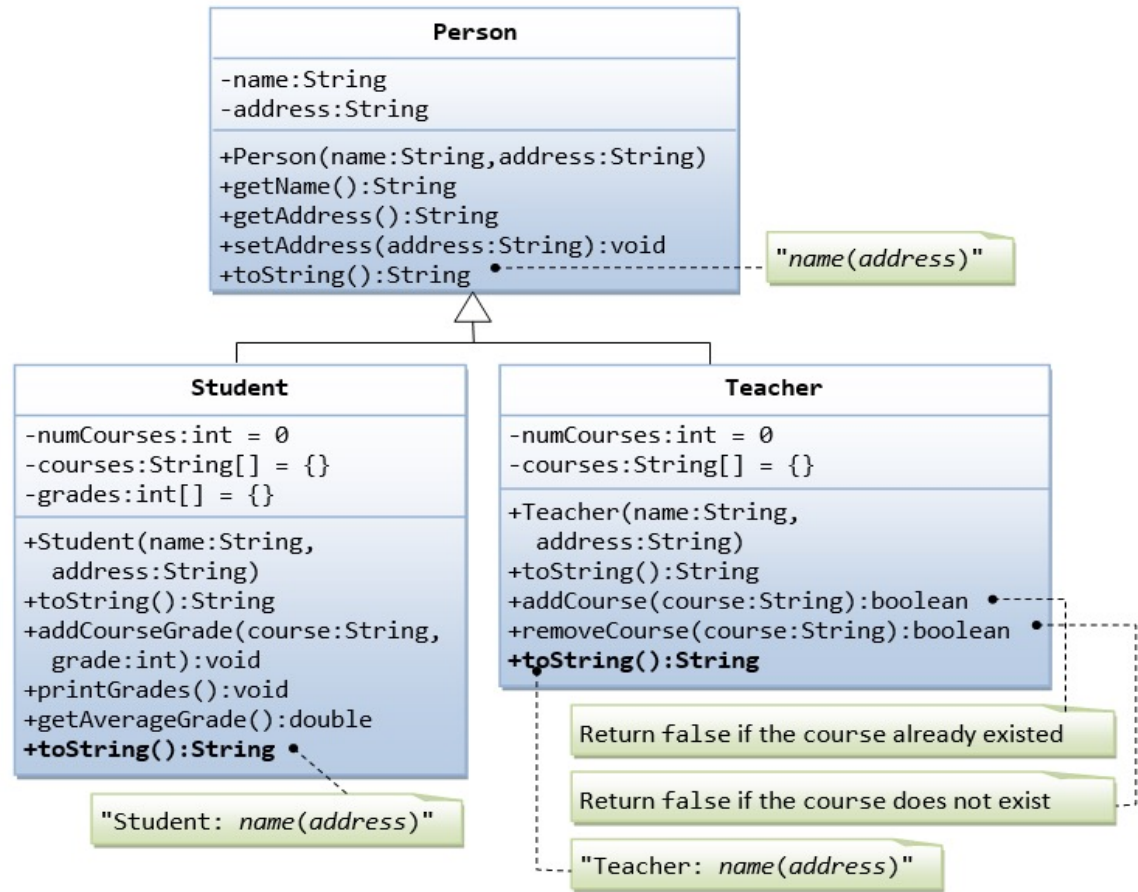 Person
-name:String
-address:String
+Person(name:String,address:String)
+getName():String
+getAddress():String
+setAddress(address:String):void
+toString():String
"name(address)"
Student
-numCourses:int = 0
-courses:String[] = {}
-grades:int[] = {}
+Student(name:String,
address:String)
+toString():String
+addCourseGrade(course:String,
grade:int):void
+printGrades():void
+getAverageGrade():double
+toString():String
"Student: name(address)"
Teacher
-numCourses:int = 0
-courses:String[] = {}
+Teacher(name:String,
address:String)
+toString():String
+addCourse(course:String):boolean
+removeCourse(course:String):boolean
+toString():String
Return false if the course already existed
Return false if the course does not exist
"Teacher: name(address)"